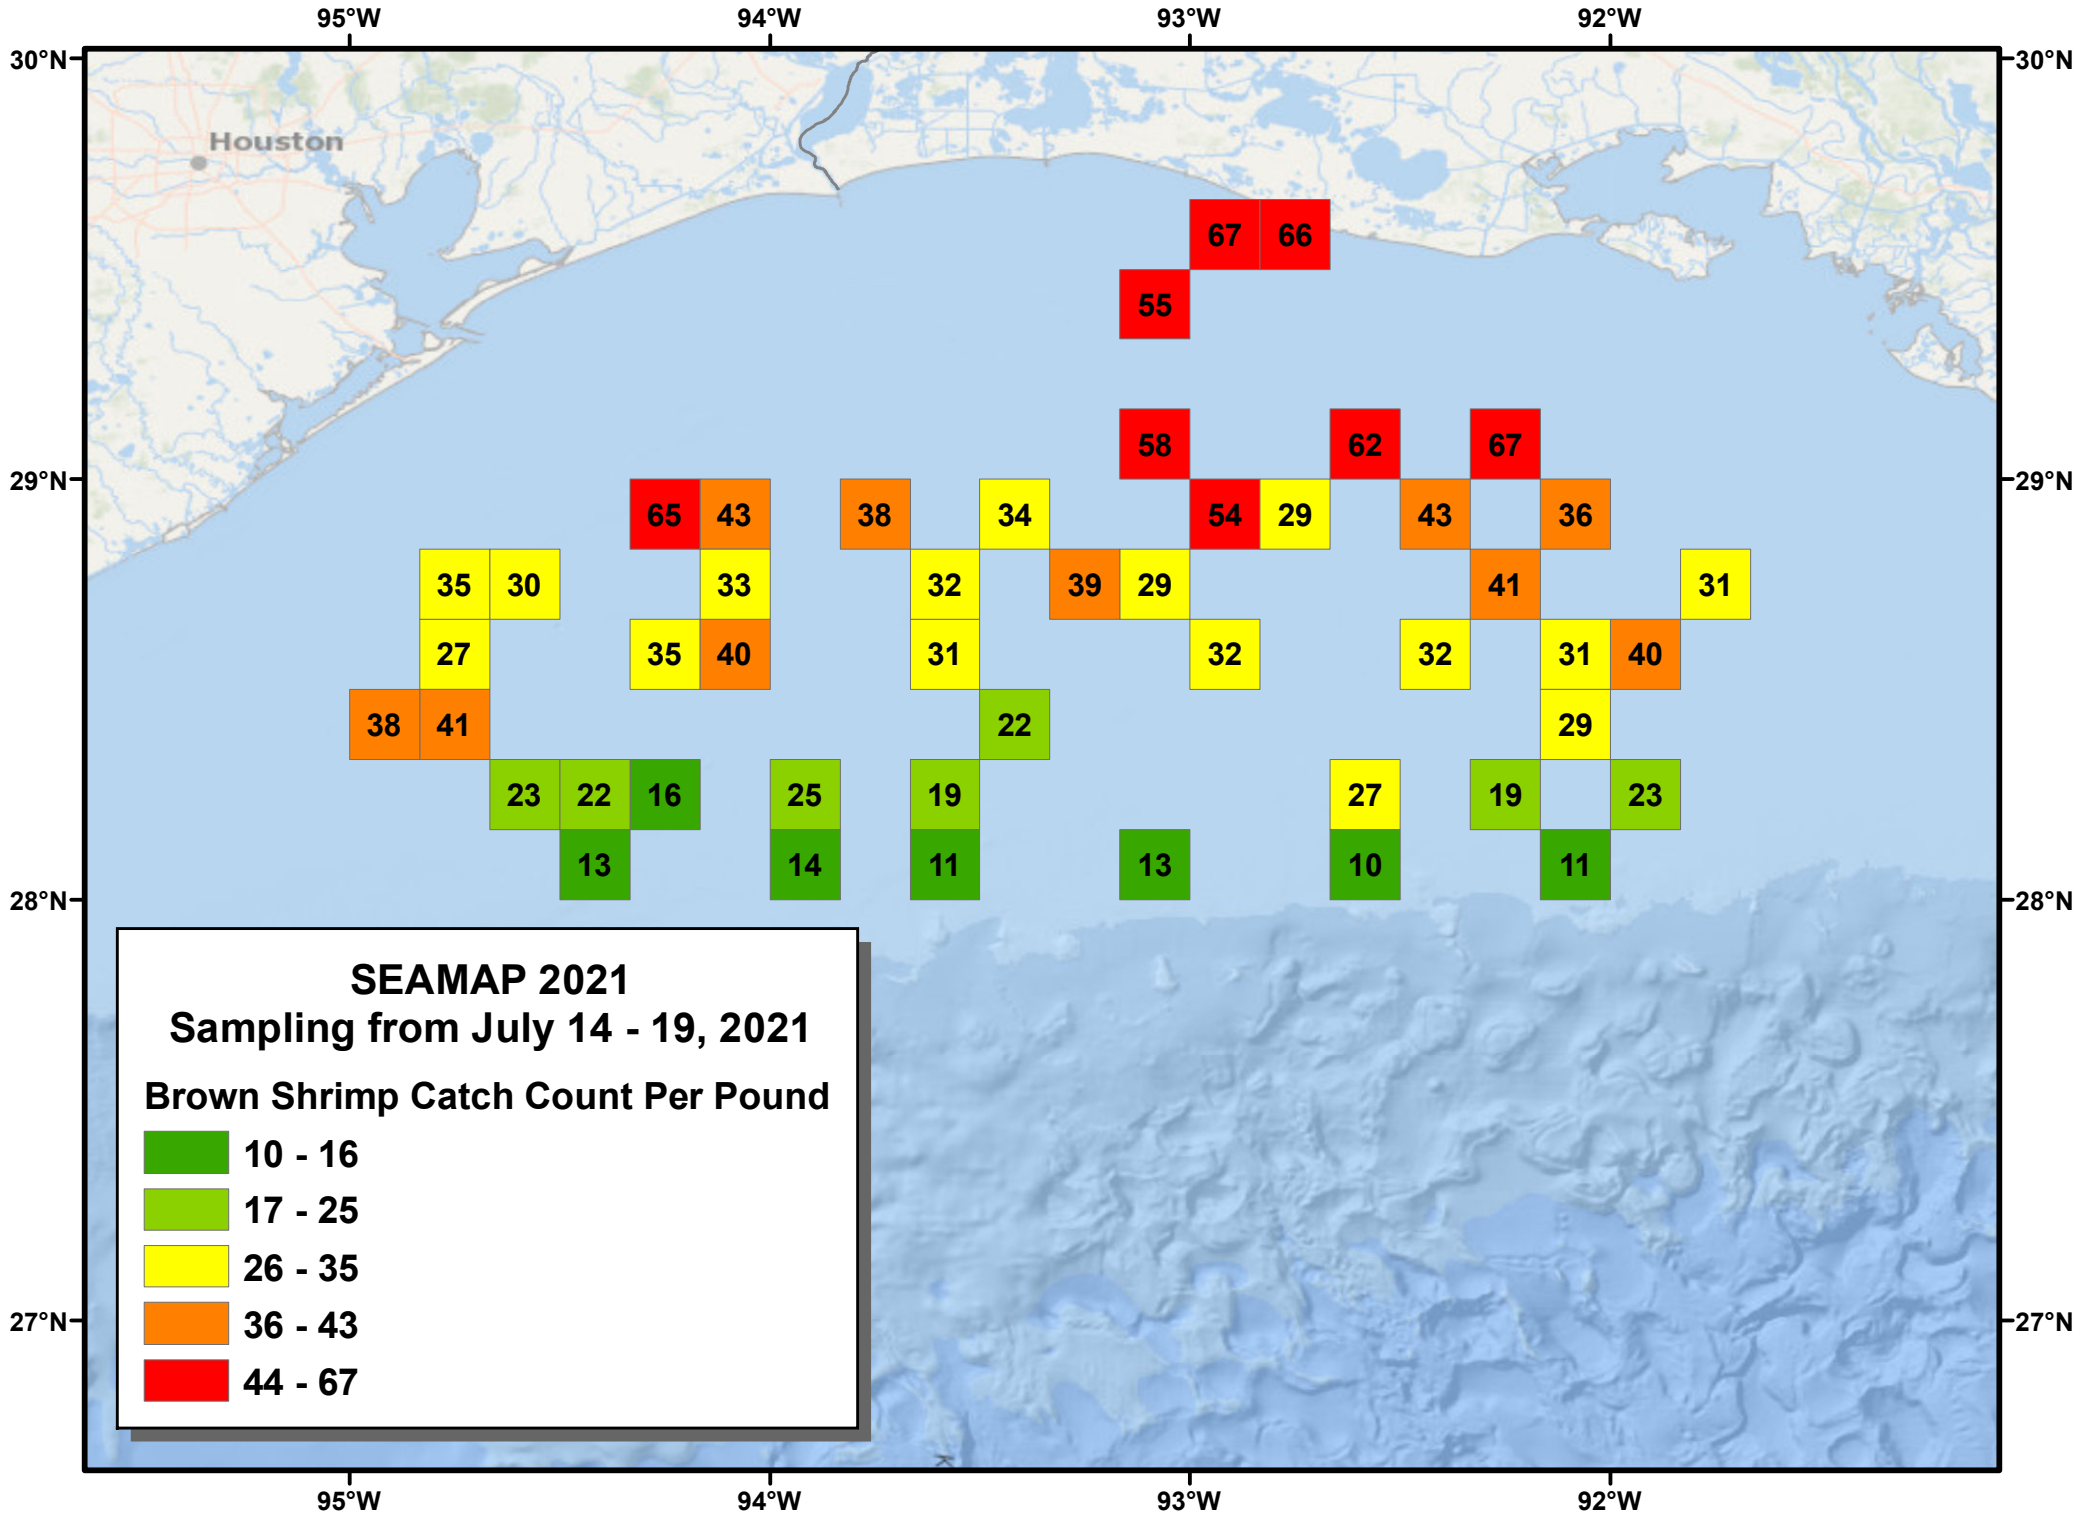 95°W 94°W 93°W 92°W
30°N 30°N
Houston
67 66
55
58 62 67
29°N 29°N
65 43 38 34 54 29 43 36
35 30 33 32 39 29 41 31
27 35 40 31 32 32 31 40
38 41 22 29
23 22 16 25 19 27 19 23
13 14 11 13 10 11
28°N 28°N
SEAMAP 2021
Sampling from July 14 - 19, 2021
Brown Shrimp Catch Count Per Pound
10 - 16
17 - 25
26 - 35
27°N 27°N
36 - 43
44 - 67
95°W 94°W 93°W 92°W